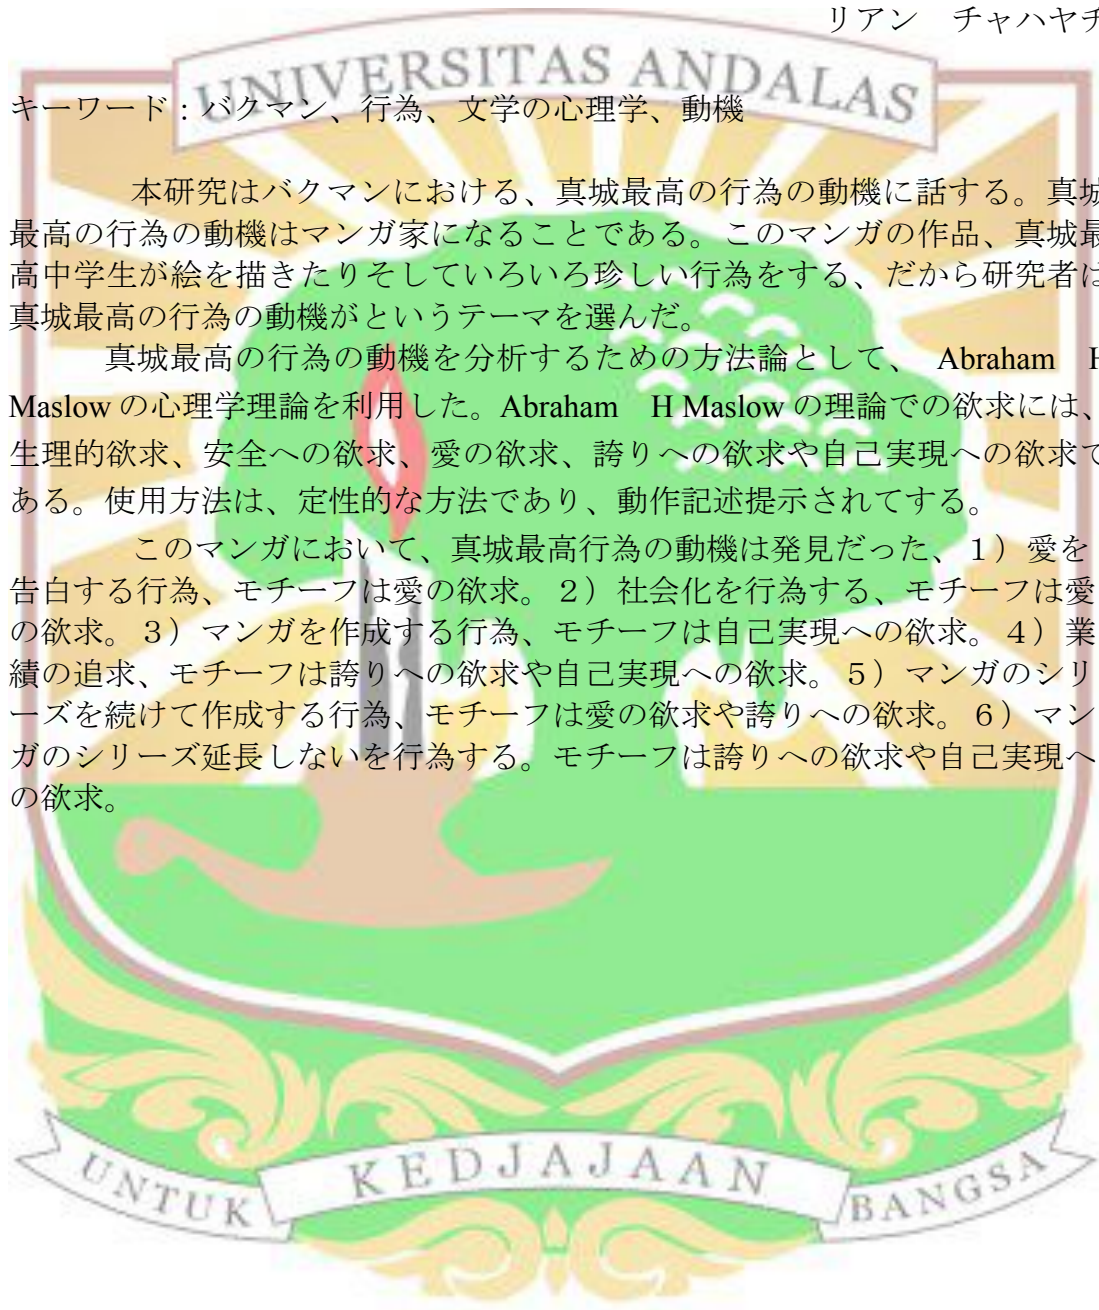 リアン　チャハヤチ
UNIVERSITAS ANDALAS
キーワード：バクマン、行為、文学の心理学、動機
本研究はバクマンにおける、真城最高の行為の動機に話する。真城
最高の行為の動機はマンガ家になることである。このマンガの作品、真城最
高中学生が絵を描きたりそしていろいろ珍しい行為をする、だから研究者は
真城最高の行為の動機がというテーマを選んだ。
真城最高の行為の動機を分析するための方法論として、 Abraham　H
Maslow の心理学理論を利用した。Abraham　H Maslow の理論での欲求には、
生理的欲求、安全への欲求、愛の欲求、誇りへの欲求や自己実現への欲求で
ある。使用方法は、定性的な方法であり、動作記述提示されてする。
このマンガにおいて、真城最高行為の動機は発見だった、１）愛を
告白する行為、モチーフは愛の欲求。２）社会化を行為する、モチーフは愛
の欲求。３）マンガを作成する行為、モチーフは自己実現への欲求。４）業
績の追求、モチーフは誇りへの欲求や自己実現への欲求。５）マンガのシリ
ーズを続けて作成する行為、モチーフは愛の欲求や誇りへの欲求。６）マン
ガのシリーズ延長しないを行為する。モチーフは誇りへの欲求や自己実現へ
の欲求。
UNTUK KEDJAJAAN BANGSA